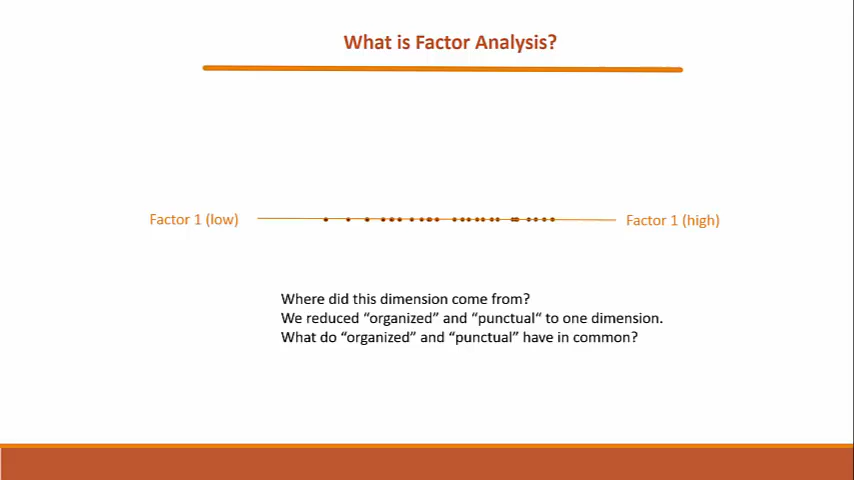 What is Factor Analysis?
Factor 1 (low)
Factor 1 (high)
Where did this dimension come from?
We reduced “organized” and “punctual“ to one dimension.
What do “organized” and “punctual” have in common?